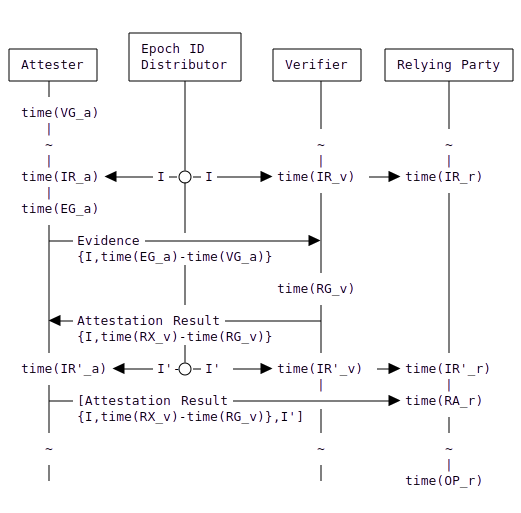 Epoch ID
Attester Distributor Verifier Relying Party
time(VG_a)
~ ~ ~
time(IR_a) I I time(IR_v) time(IR_r)
time(EG_a)
Evidence
{I,time(EG_a)-time(VG_a)}
time(RG_v)
Attestation Result
{I,time(RX_v)-time(RG_v)}
time(IR'_a) I'- I' time(IR'_v) time(IR'_r)
[Attestation Result time(RA_r)
{I,time(RX_v)-time(RG_v)},I']
~ ~ ~
time(OP_r)